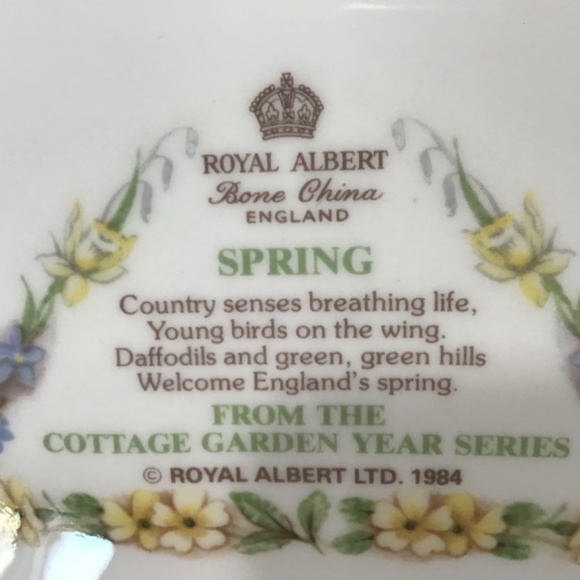 ROYAL ALBERT
Bone China
ENGLAND
SPRING
Country senses breathing life,
Young birds on the wing.
Daffodils and green, green hills
Welcome England's spring.
FROM THE
COTTAGE GARDEN YEAR SERIES
© ROYAL ALBERT LTD. 1984